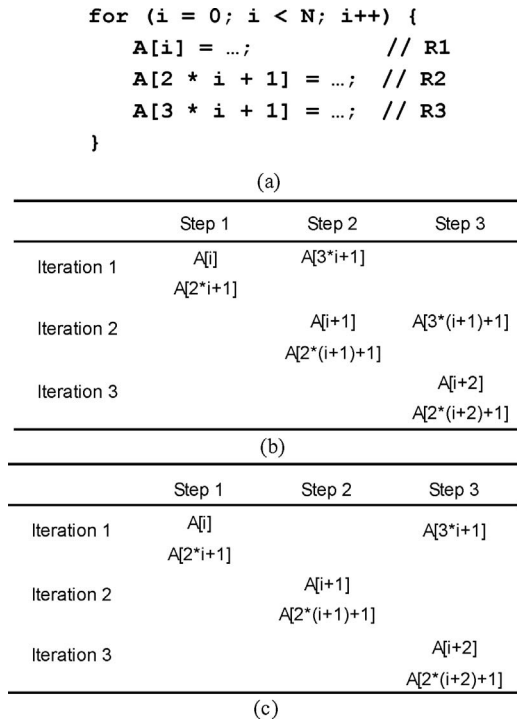 for (i = 0; i < N; i++) {
A[i] = …; // R1
A[2 * i + 1] = …; // R2
A[3 * i + 1] = …; // R3
}
(a)
Step 1 Step 2 Step 3
Iteration 1 A[i] A[3*i+1]
A[2*i+1]
Iteration 2 A[i+1] A[3*(i+1)+1]
A[2*(i+1)+1]
Iteration 3 A[i+2]
A[2*(i+2)+1]
(b)
Step 1 Step 2 Step 3
Iteration 1 A[i] A[3*i+1]
A[2*i+1]
Iteration 2 A[i+1]
A[2*(i+1)+1]
Iteration 3 A[i+2]
A[2*(i+2)+1]
(c)